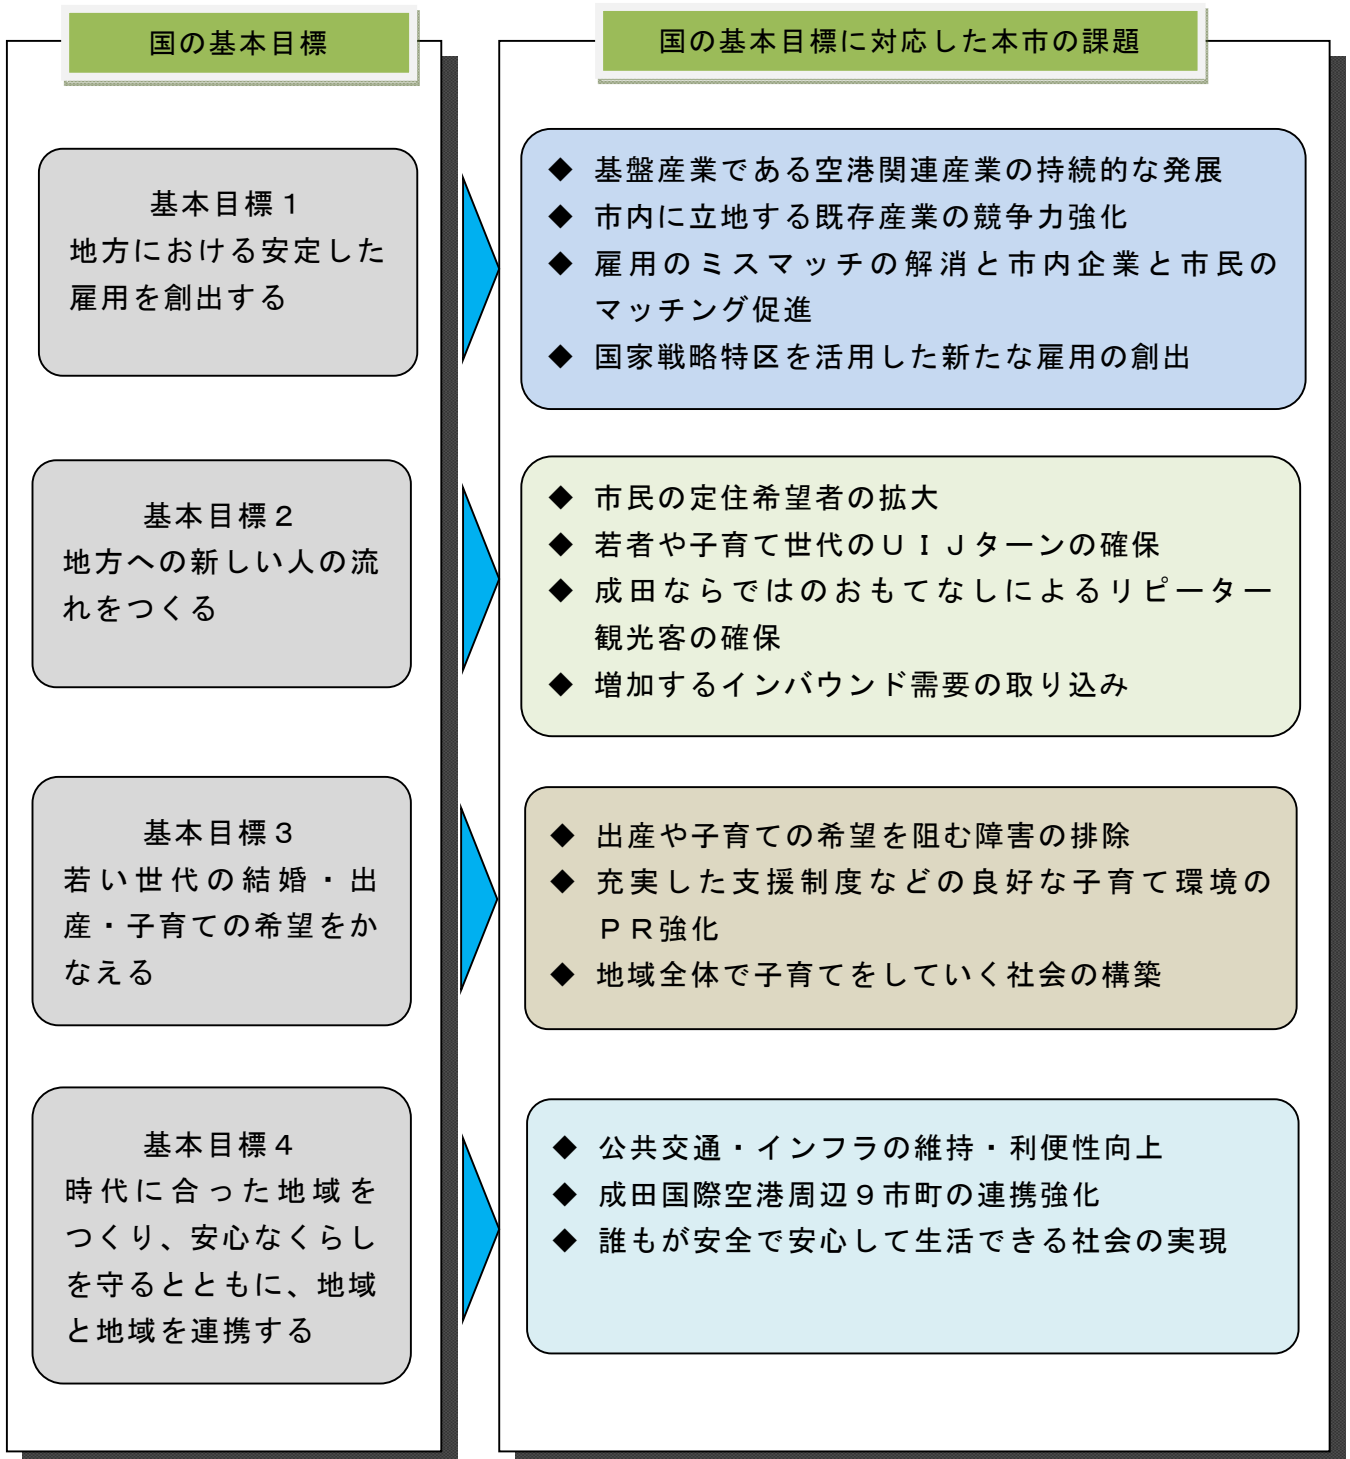 国の基本目標
国の基本目標に対応した本市の課題
基本目標１
地方における安定した
雇用を創出する
◆ 基盤産業である空港関連産業の持続的な発展
◆ 市内に立地する既存産業の競争力強化
◆ 雇用のミスマッチの解消と市内企業と市民の
マッチング促進
◆ 国家戦略特区を活用した新たな雇用の創出
基本目標２
地方への新しい人の流
れをつくる
◆ 市民の定住希望者の拡大
◆ 若者や子育て世代のＵＩＪターンの確保
◆ 成田ならではのおもてなしによるリピーター
観光客の確保
◆ 増加するインバウンド需要の取り込み
基本目標３
若い世代の結婚・出
産・子育ての希望をか
なえる
◆ 出産や子育ての希望を阻む障害の排除
◆ 充実した支援制度などの良好な子育て環境の
ＰＲ強化
◆ 地域全体で子育てをしていく社会の構築
基本目標４
時代に合った地域を
つくり、安心なくらし
を守るとともに、地域
と地域を連携する
◆ 公共交通・インフラの維持・利便性向上
◆ 成田国際空港周辺９市町の連携強化
◆ 誰もが安全で安心して生活できる社会の実現